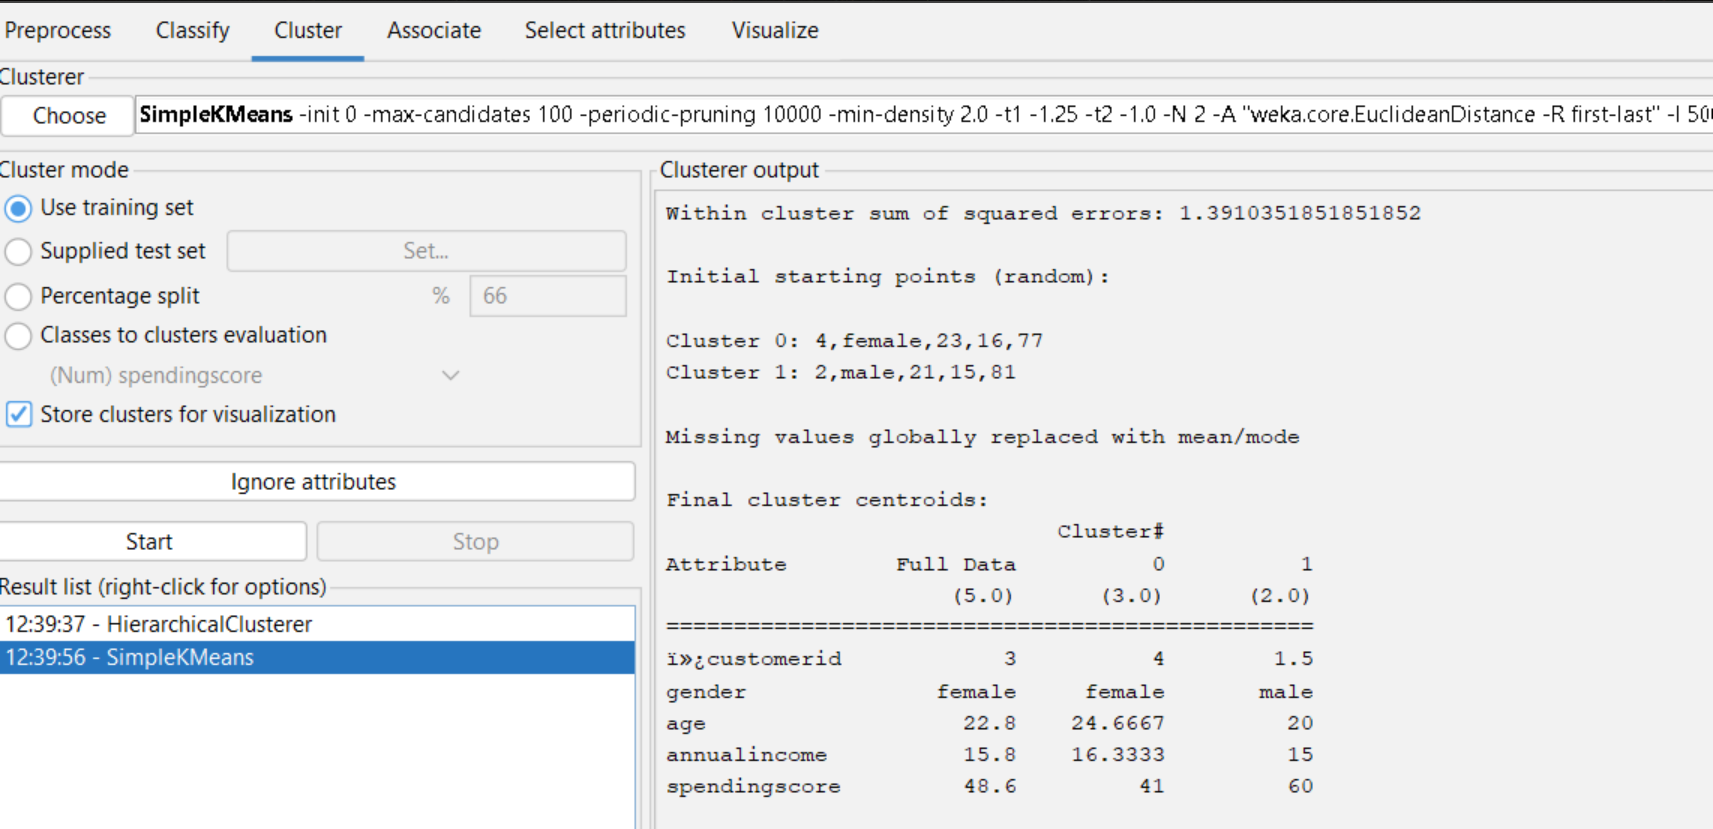 Preprocess Classify Cluster Associate Select attributes Visualize
Clusterer
Choose SimpleKMeans -init 0 -max-candidates 100 -periodic-pruning 10000 -min-density 2.0 -t1 -1.25 -t2 -1.0 -N 2 -A "weka.core.EuclideanDistance -R first-last" -I
Cluster mode
Use training set
Supplied test set Set...
Percentage split % 66
Classes to clusters evaluation
(Num) spendingscore
Store clusters for visualization
Ignore attributes
Start Stop
Result list (right-click for options)
12:39:37 - HierarchicalClusterer
12:39:56 - SimpleKMeans
Clusterer output
Within cluster sum of squared errors: 1.3910351851851852
Initial starting points (random):
Cluster 0: 4,female,23,16,77
Cluster 1: 2,male,21,15,81
Missing values globally replaced with mean/mode
Final cluster centroids:
Cluster#
Attribute Full Data 0 1
(5.0) (3.0) (2.0)
================================================
ï»¿customerid 3 4 1.5
gender female female male
age 22.8 24.6667 20
annualincome 15.8 16.3333 15
spendingscore 48.6 41 60